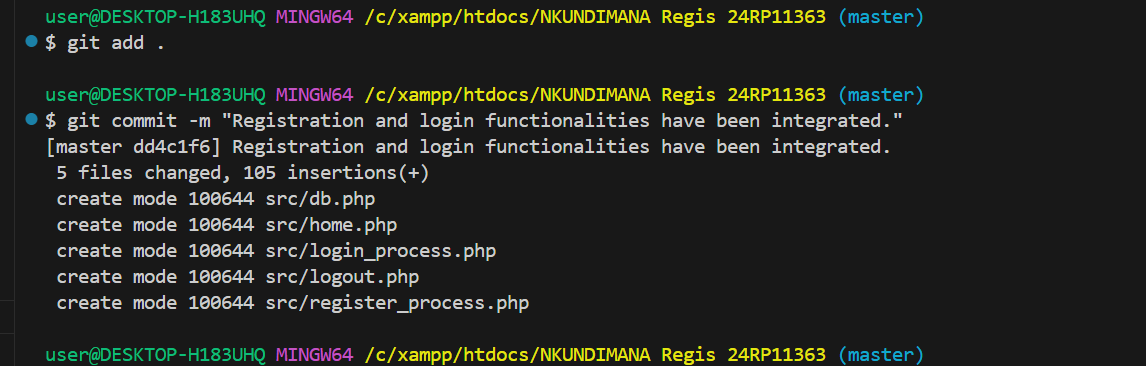 user@DESKTOP-H183UHQ MINGW64 /c/xampp/htdocs/NKUNDIMANA Regis 24RP11363 (master)
$ git add .
user@DESKTOP-H183UHQ MINGW64 /c/xampp/htdocs/NKUNDIMANA Regis 24RP11363 (master)
$ git commit -m "Registration and login functionalities have been integrated."
[master dd4c1f6] Registration and login functionalities have been integrated.
 5 files changed, 105 insertions(+)
 create mode 100644 src/db.php
 create mode 100644 src/home.php
 create mode 100644 src/login_process.php
 create mode 100644 src/logout.php
 create mode 100644 src/register_process.php
user@DESKTOP-H183UHQ MINGW64 /c/xampp/htdocs/NKUNDIMANA Regis 24RP11363 (master)